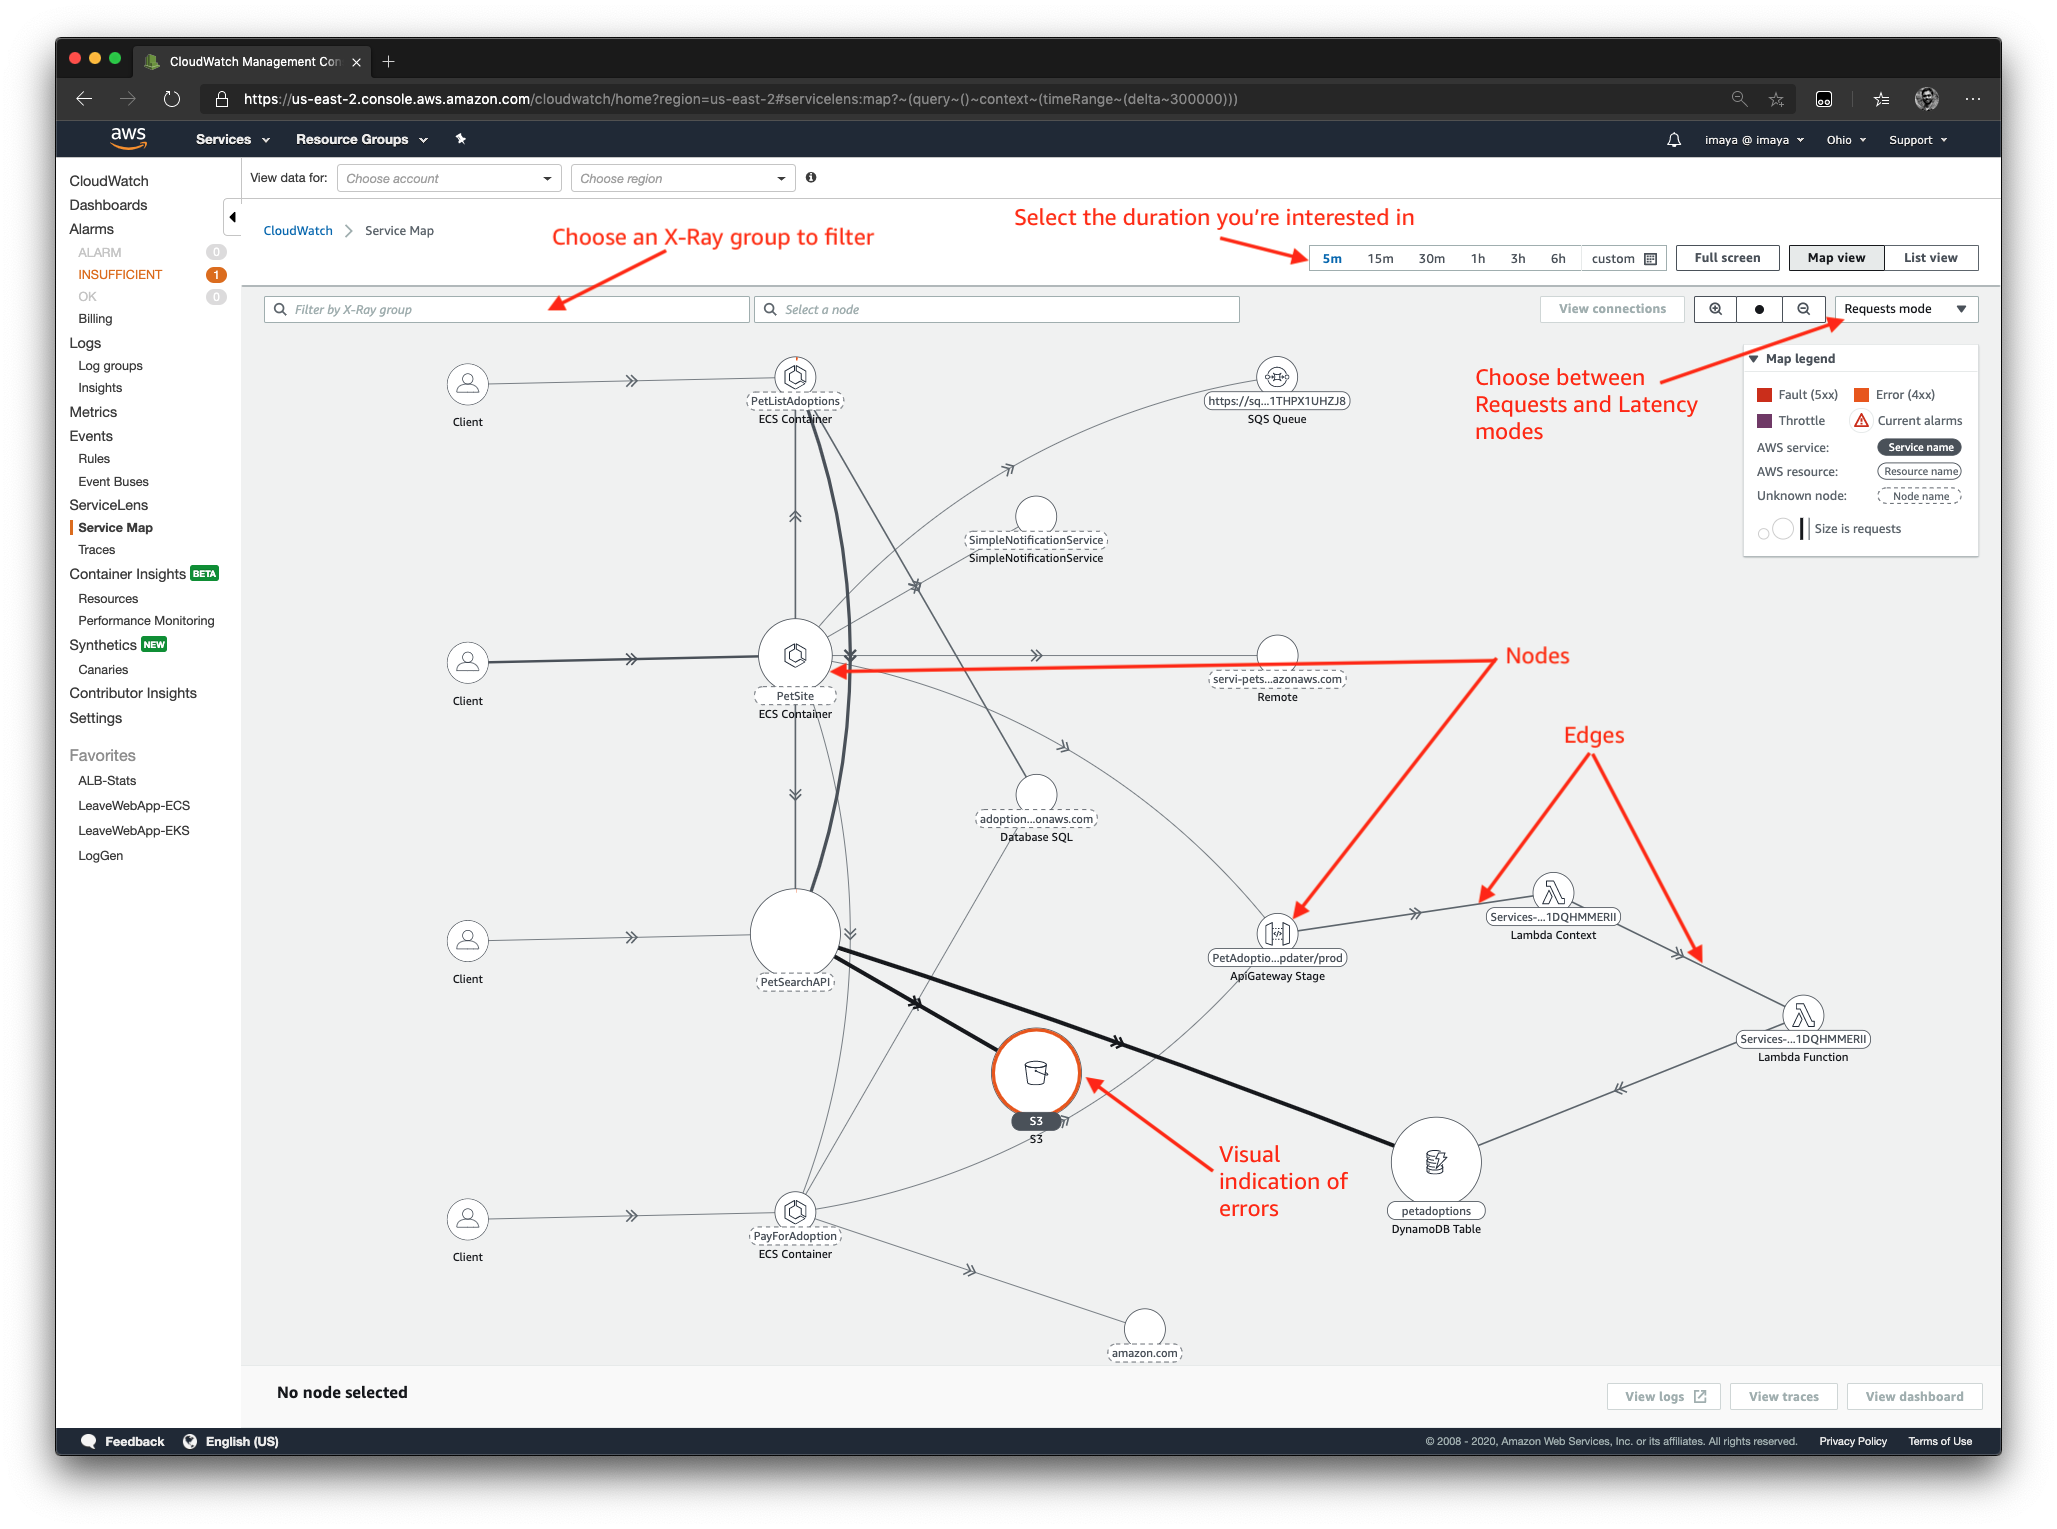 CloudWatch Management Con
https://us-east-2.console.aws.amazon.com/cloudwatch/home?region=us-east-2#servicelens:map?~(query~()~context~(timeRange~(delta~300000)))
aws
Services
Resource Groups
imaya @ imaya
Ohio
Support
CloudWatch
Dashboards
Alarms
ALARM 0
INSUFFICIENT 1
OK 0
Billing
Logs
Log groups
Insights
Metrics
Events
Rules
Event Buses
ServiceLens
Service Map
Traces
Container Insights BETA
Resources
Performance Monitoring
Synthetics NEW
Canaries
Contributor Insights
Settings
Favorites
ALB-Stats
LeaveWebApp-ECS
LeaveWebApp-EKS
LogGen
View data for:
Choose account
Choose region
CloudWatch
Service Map
Choose an X-Ray group to filter
Select the duration you're interested in
5m
15m
30m
1h
3h
6h
custom
Full screen
Map view
List view
Filter by X-Ray group
Select a node
View connections
Requests mode
Choose between
Requests and Latency
modes
Map legend
Fault (5xx)
Error (4xx)
Throttle
Current alarms
AWS service:
Service name
AWS resource:
Resource name
Unknown node:
Node name
Size is requests
Client
PetListAdoptions
ECS Container
https://sq...1THPX1UHZJ8
SQS Queue
SimpleNotificationService
SimpleNotificationService
Client
PetSite
ECS Container
servi-pets...azonaws.com
Remote
Nodes
Edges
adoption...onaws.com
Database SQL
Client
PetSearchAPI
PetAdoptio...pdater/prod
ApiGateway Stage
Services-...1DQHMMERII
Lambda Context
Services-...1DQHMMERII
Lambda Function
S3
S3
Visual
indication of
errors
petadoptions
DynamoDB Table
Client
PayForAdoption
ECS Container
amazon.com
No node selected
View logs
View traces
View dashboard
Feedback
English (US)
© 2008 - 2020, Amazon Web Services, Inc. or its affiliates. All rights reserved.
Privacy Policy
Terms of Use